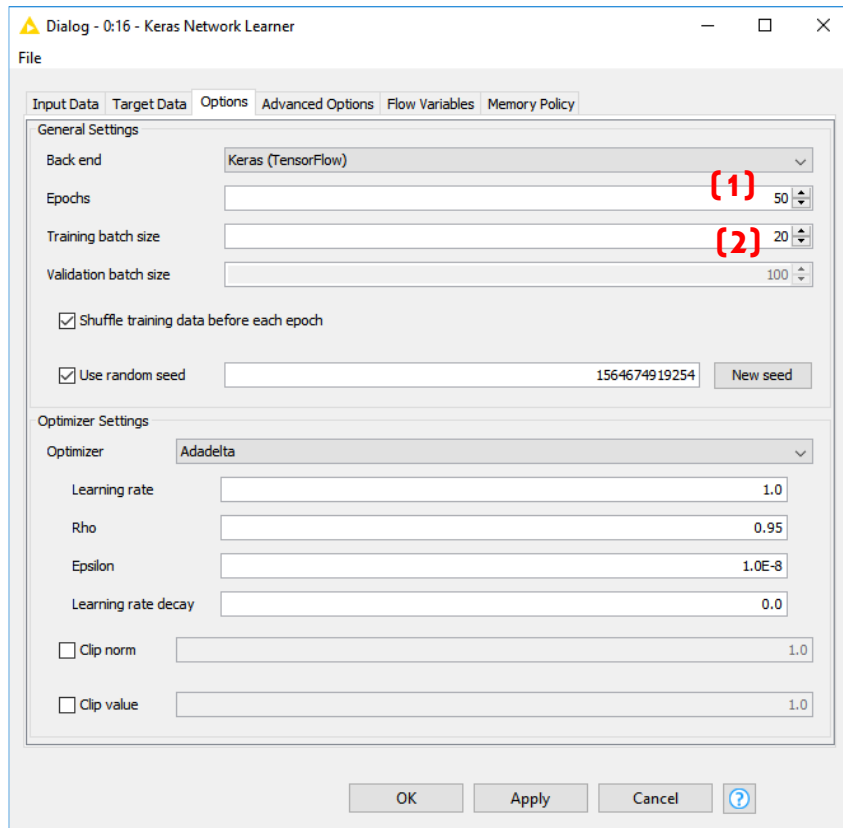 Dialog - 0:16 - Keras Network Learner
File
Input Data Target Data Options Advanced Options Flow Variables Memory Policy
General Settings
Back end Keras (TensorFlow)
Epochs (1) 50
Training batch size (2) 20
Validation batch size 100
Shuffle training data before each epoch
Use random seed 1564674919254 New seed
Optimizer Settings
Optimizer Adadelta
Learning rate 1.0
Rho 0.95
Epsilon 1.0E-8
Learning rate decay 0.0
Clip norm 1.0
Clip value 1.0
OK Apply Cancel ?